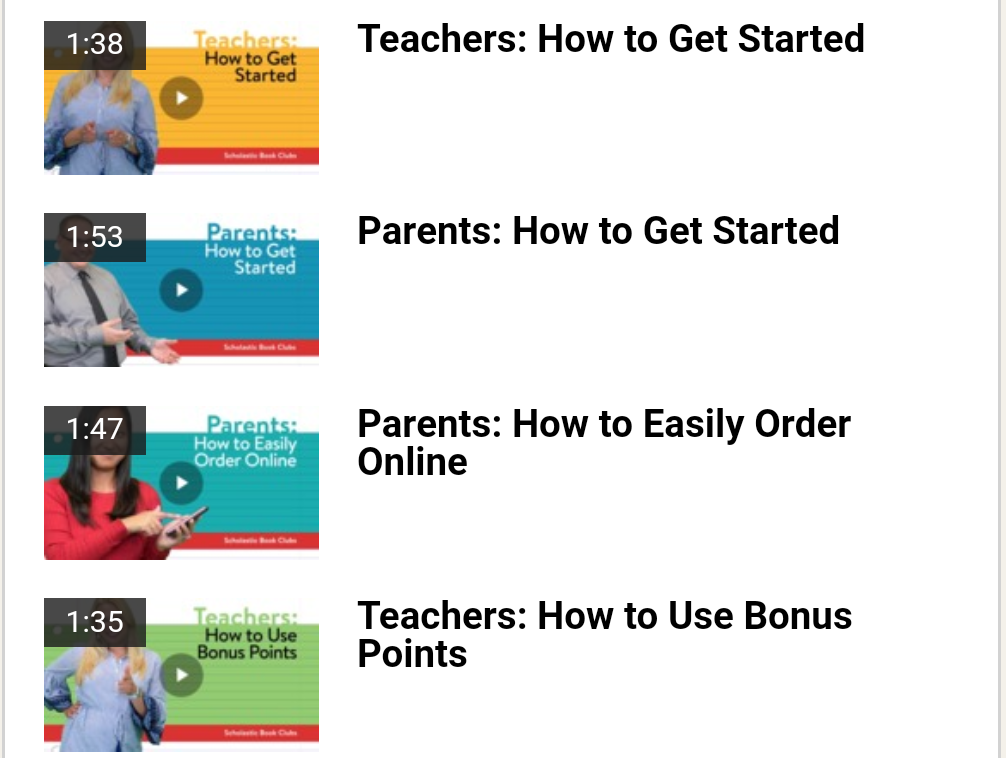 1:38
Teachers:
How to Get
Started
Scholastic Book Clubs
Teachers: How to Get Started
1:53
Parents:
How to Get
Started
Scholastic Book Clubs
Parents: How to Get Started
1:47
Parents:
How to Easily
Order Online
Scholastic Book Clubs
Parents: How to Easily Order
Online
1:35
Teachers:
How to Use
Bonus Points
Scholastic Book Clubs
Teachers: How to Use Bonus
Points